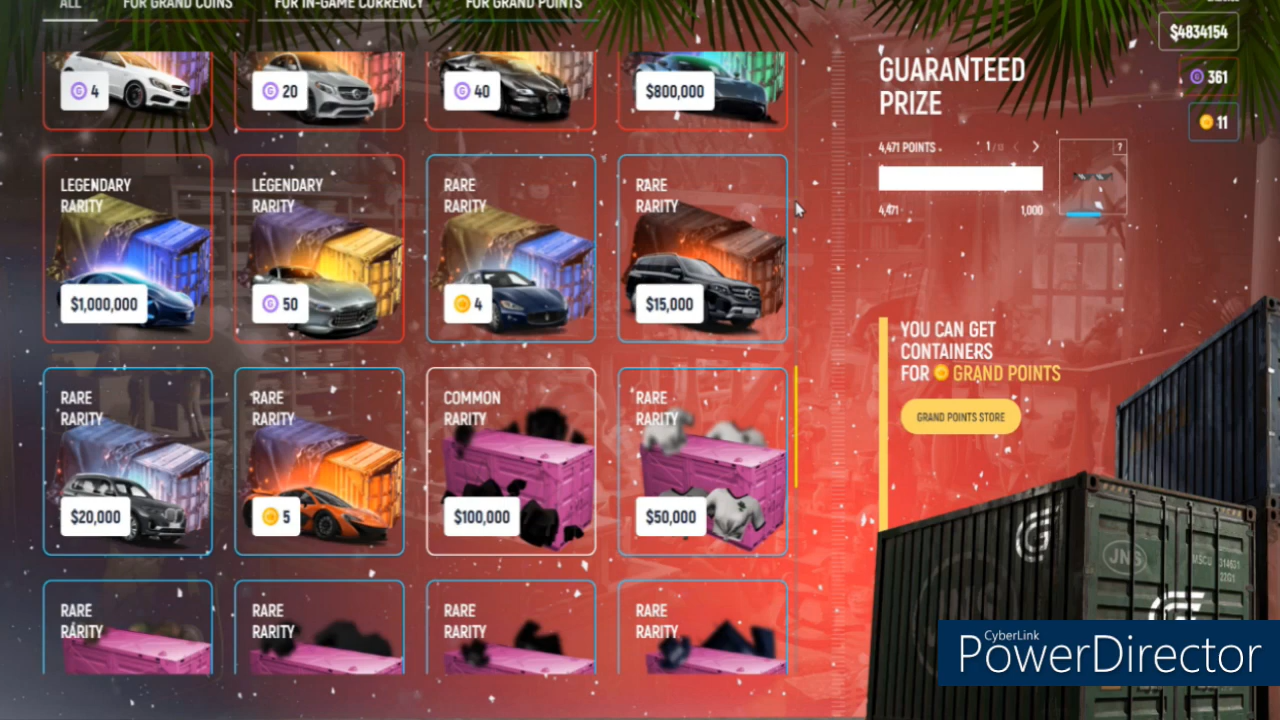 ALL FOR GRAND COINS FOR IN-GAME CURRENCY FOR GRAND POINTS
$4834154
361
11
4
20
40
$800,000
LEGENDARY
RARITY
$1,000,000
LEGENDARY
RARITY
50
RARE
RARITY
4
RARE
RARITY
$15,000
RARE
RARITY
$20,000
RARE
RARITY
5
COMMON
RARITY
$100,000
RARE
RARITY
$50,000
RARE
RARITY
RARE
RARITY
RARE
RARITY
RARE
RARITY
GUARANTEED
PRIZE
4,471 POINTS
1/13
?
4,471 1,000
YOU CAN GET
CONTAINERS
FOR GRAND POINTS
GRAND POINTS STORE
JNS
CyberLink
PowerDirector